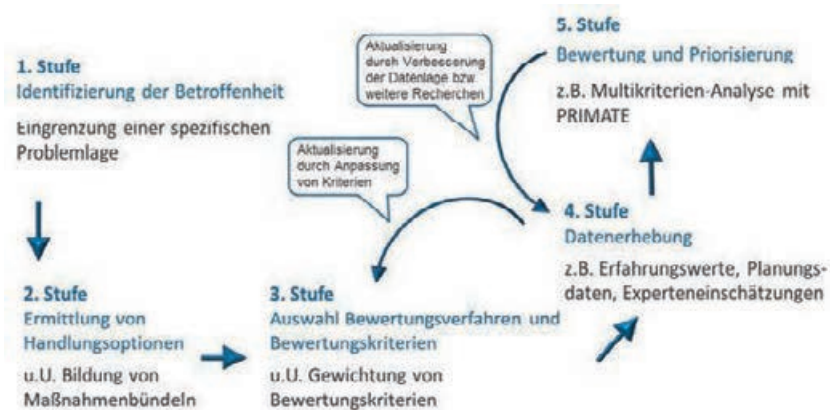 1. Stufe
Identifizierung der Betroffenheit
Eingrenzung einer spezifischen
Problemlage
2. Stufe
Ermittlung von
Handlungsoptionen
u.U. Bildung von
Maßnahmenbündeln
3. Stufe
Auswahl Bewertungsverfahren und
Bewertungskriterien
u.U. Gewichtung von
Bewertungskriterien
Aktualisierung
durch Anpassung
von Kriterien
4. Stufe
Datenerhebung
z.B. Erfahrungswerte, Planungs-
daten, Experteneinschätzungen
Aktualisierung
durch Verbesserung
der Datenlage bzw.
weitere Recherchen
5. Stufe
Bewertung und Priorisierung
z.B. Multikriterien-Analyse mit
PRIMATE